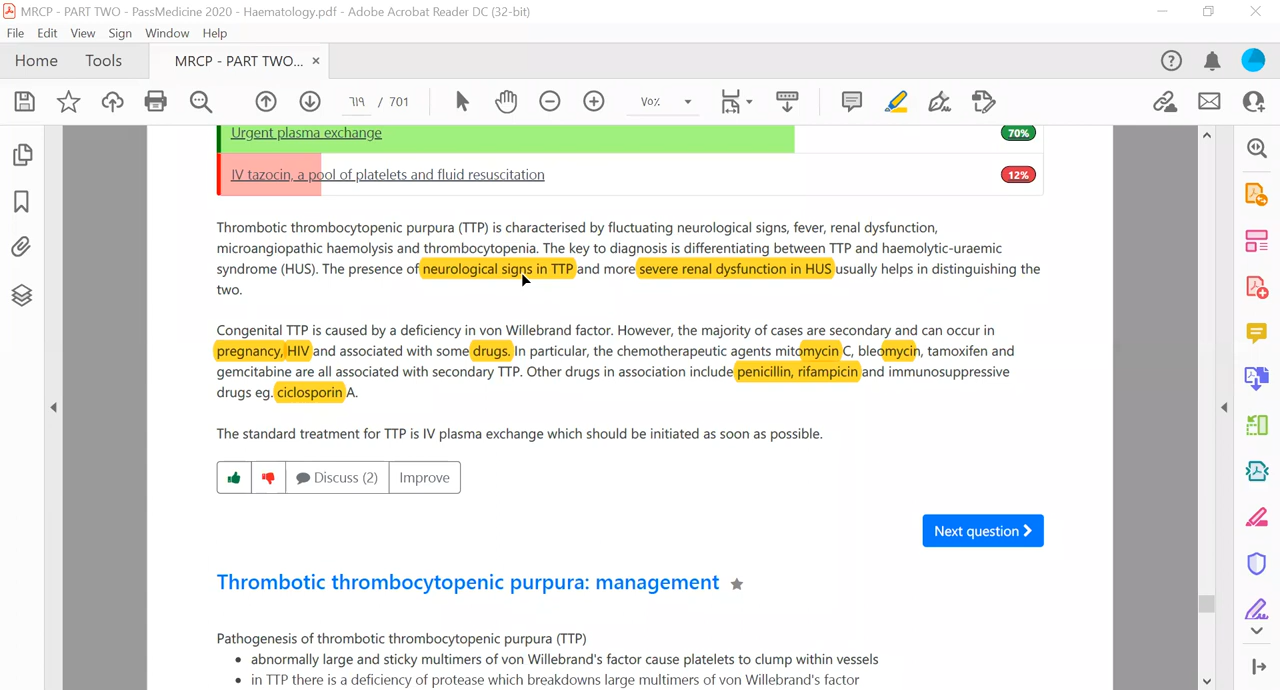 MRCP - PART TWO - PassMedicine 2020 - Haematology.pdf - Adobe Acrobat Reader DC (32-bit)
File Edit View Sign Window Help
Home Tools MRCP - PART TWO... ×
٦١٩ / 701 ٧٥%
Urgent plasma exchange 70%
IV tazocin, a pool of platelets and fluid resuscitation 12%
Thrombotic thrombocytopenic purpura (TTP) is characterised by fluctuating neurological signs, fever, renal dysfunction,
microangiopathic haemolysis and thrombocytopenia. The key to diagnosis is differentiating between TTP and haemolytic-uraemic
syndrome (HUS). The presence of neurological signs in TTP and more severe renal dysfunction in HUS usually helps in distinguishing the
two.
Congenital TTP is caused by a deficiency in von Willebrand factor. However, the majority of cases are secondary and can occur in
pregnancy, HIV and associated with some drugs. In particular, the chemotherapeutic agents mitomycin C, bleomycin, tamoxifen and
gemcitabine are all associated with secondary TTP. Other drugs in association include penicillin, rifampicin and immunosuppressive
drugs eg. ciclosporin A.
The standard treatment for TTP is IV plasma exchange which should be initiated as soon as possible.
Discuss (2) Improve
Next question
Thrombotic thrombocytopenic purpura: management
Pathogenesis of thrombotic thrombocytopenic purpura (TTP)
• abnormally large and sticky multimers of von Willebrand's factor cause platelets to clump within vessels
• in TTP there is a deficiency of protease which breakdowns large multimers of von Willebrand's factor